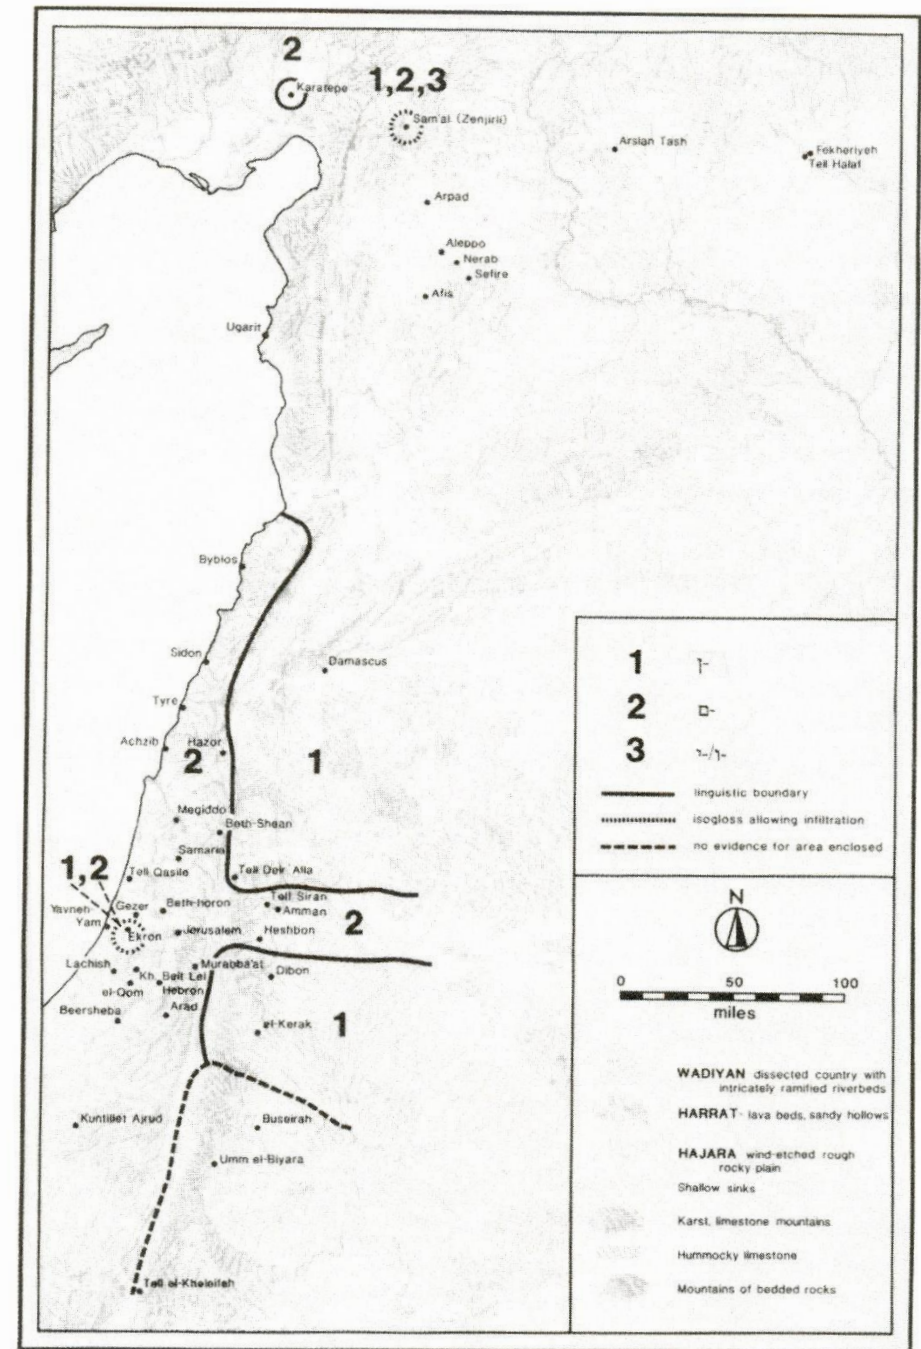 2
Karatepe
1,2,3
Sam'al (Zenjirli)
Arslan Tash
Fekheriyeh
Tell Halaf
Arpad
Aleppo
Nerab
Sefire
Afis
Ugarit
Byblos
Sidon
Damascus
Tyre
Achzib
Hazor
2
1
Megiddo
Beth-Shean
Samaria
1,2
Tell Qasile
Tell Deir 'Alla
Yavneh-
Yam
Gezer
Beth-horon
Tell Siran
Amman
2
Ekron
Jerusalem
Heshbon
Lachish
Murabba'at
Kh. Beit Lei
Dibon
el-Qom
Hebron
Beersheba
Arad
el-Kerak
1
Kuntillet Ajrud
Buseirah
Umm el-Biyara
Tell el-Kheleifeh
1 -ן
2 -ם
3 -ו/-י
linguistic boundary
isogloss allowing infiltration
no evidence for area enclosed
N
0 50 100
miles
WADIYAN dissected country with
intricately ramified riverbeds
HARRAT - lava beds, sandy hollows
HAJARA wind-etched rough
rocky plain
Shallow sinks
Karst, limestone mountains
Hummocky limestone
Mountains of bedded rocks